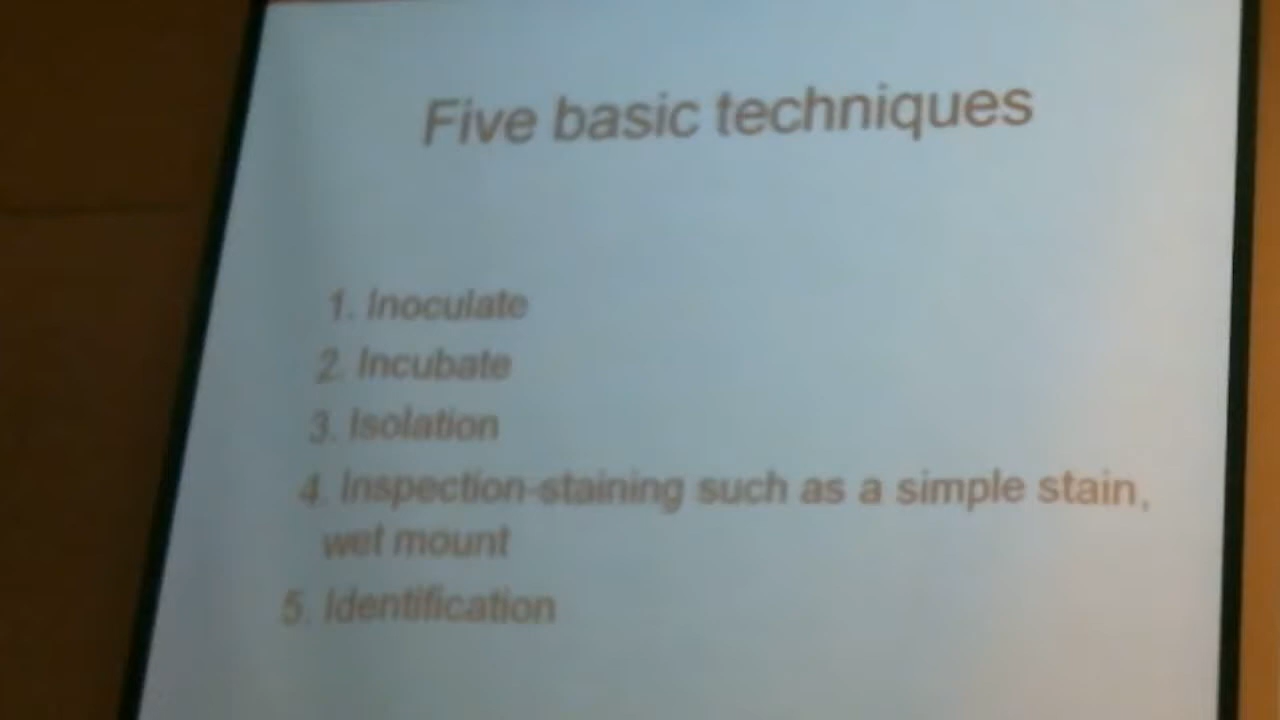 Five basic techniques
1. Inoculate
2. Incubate
3. Isolation
4. Inspection-staining such as a simple stain,
wet mount
5. Identification